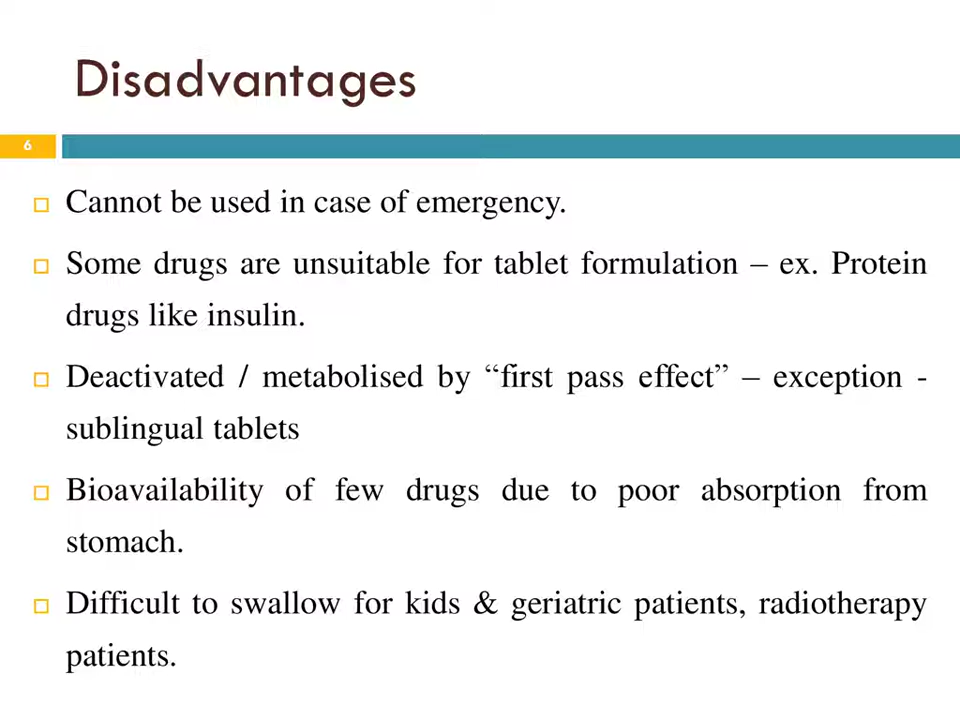 Disadvantages
6
Cannot be used in case of emergency.
Some drugs are unsuitable for tablet formulation – ex. Protein
drugs like insulin.
Deactivated / metabolised by “first pass effect” – exception -
sublingual tablets
Bioavailability of few drugs due to poor absorption from
stomach.
Difficult to swallow for kids & geriatric patients, radiotherapy
patients.